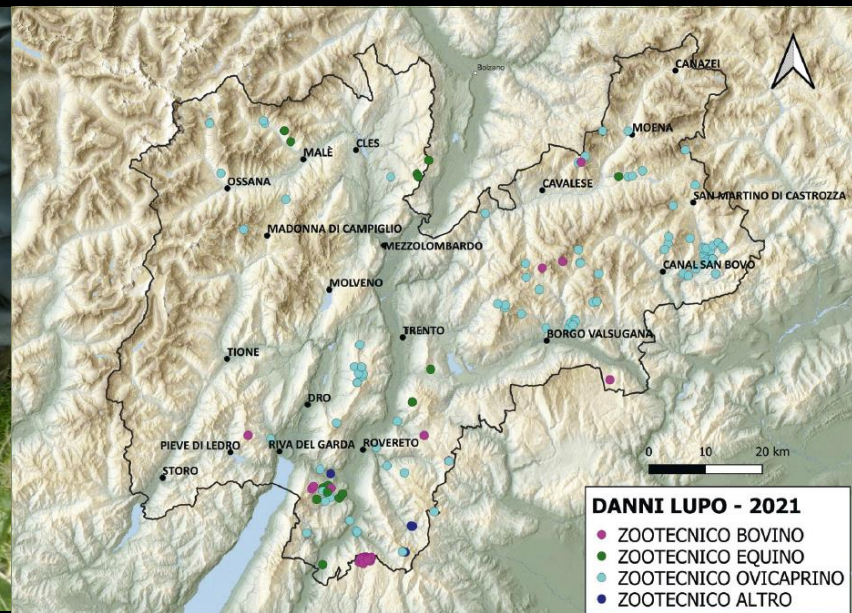 Bolzano
CANAZEI
MOENA
CLES
MALÈ
OSSANA
CAVALESE
SAN MARTINO DI CASTROZZA
MADONNA DI CAMPIGLIO
MEZZOLOMBARDO
CANAL SAN BOVO
MOLVENO
TRENTO
BORGO VALSUGANA
TIONE
DRO
PIEVE DI LEDRO
RIVA DEL GARDA
ROVERETO
STORO
0 10 20 km
DANNI LUPO - 2021
ZOOTECNICO BOVINO
ZOOTECNICO EQUINO
ZOOTECNICO OVICAPRINO
ZOOTECNICO ALTRO